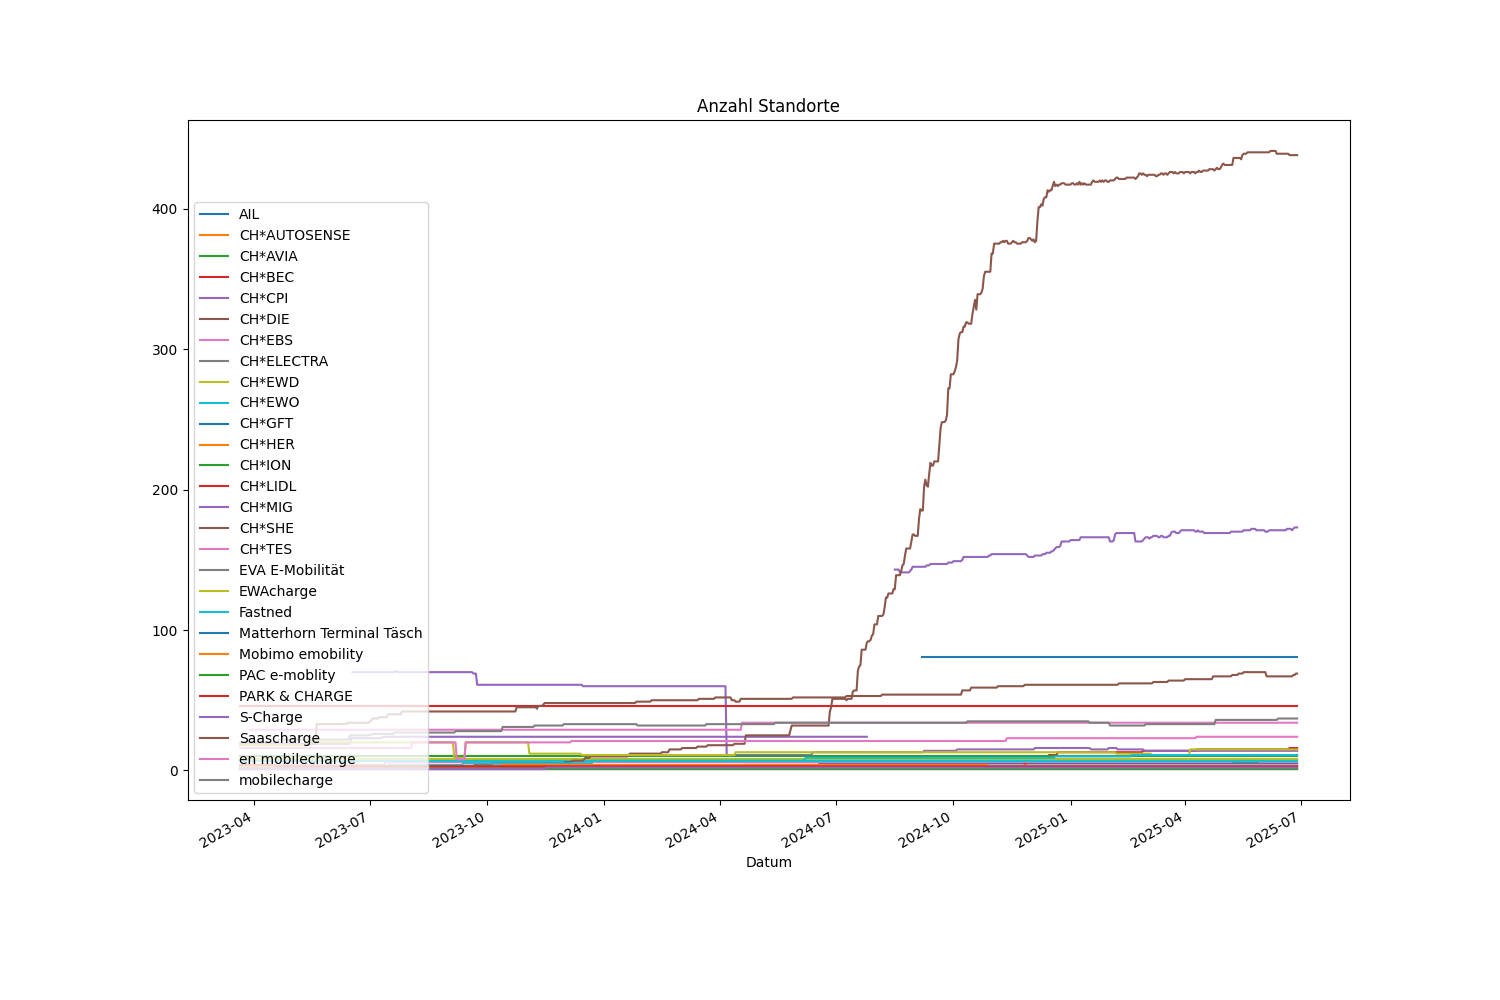 Anzahl Standorte
400
300
200
100
0
AIL
CH*AUTOSENSE
CH*AVIA
CH*BEC
CH*CPI
CH*DIE
CH*EBS
CH*ELECTRA
CH*EWD
CH*EWO
CH*GFT
CH*HER
CH*ION
CH*LIDL
CH*MIG
CH*SHE
CH*TES
EVA E-Mobilität
EWAcharge
Fastned
Matterhorn Terminal Täsch
Mobimo emobility
PAC e-moblity
PARK & CHARGE
S-Charge
Saascharge
en mobilecharge
mobilecharge
2023-04
2023-07
2023-10
2024-01
2024-04
2024-07
2024-10
2025-01
2025-04
2025-07
Datum